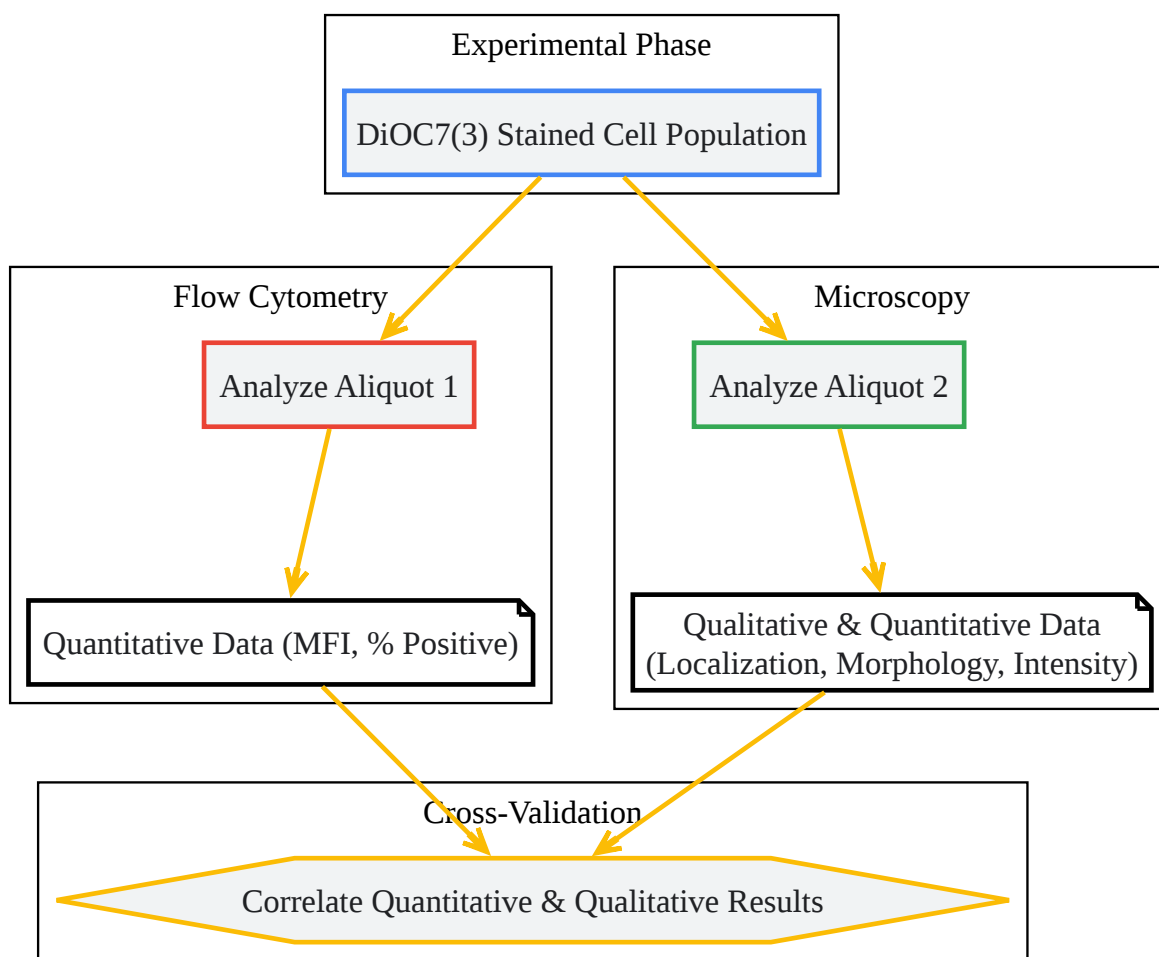 Experimental Phase
DiOC7(3) Stained Cell Population
Flow Cytometry
Microscopy
Analyze Aliquot 1
Analyze Aliquot 2
Quantitative Data (MFI, % Positive)
Qualitative & Quantitative Data
(Localization, Morphology, Intensity)
Cross-Validation
Correlate Quantitative & Qualitative Results